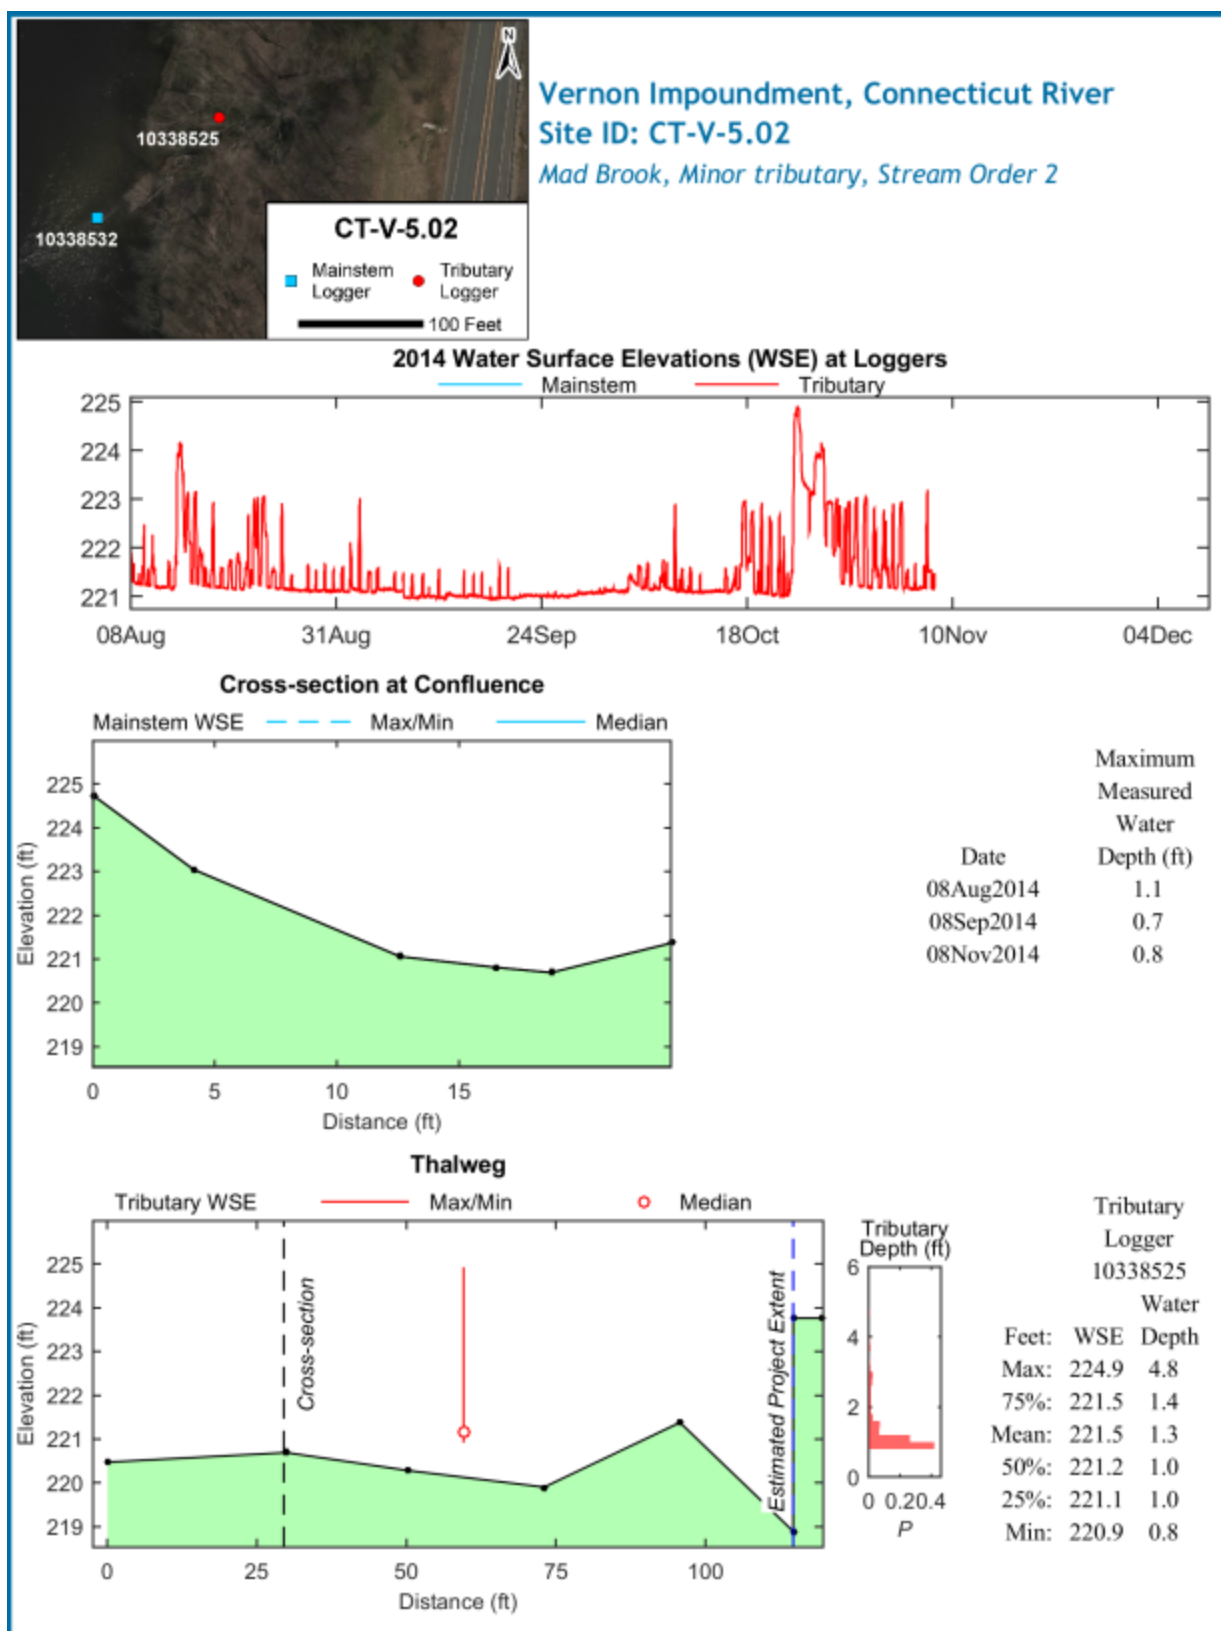 N
10338525
10338532
CT-V-5.02
Mainstem Logger
Tributary Logger
100 Feet
Vernon Impoundment, Connecticut River
Site ID: CT-V-5.02
Mad Brook, Minor tributary, Stream Order 2
2014 Water Surface Elevations (WSE) at Loggers
Mainstem Tributary
225
224
223
222
221
08Aug 31Aug 24Sep 18Oct 10Nov 04Dec
Cross-section at Confluence
Mainstem WSE Max/Min Median
Elevation (ft)
225
224
223
222
221
220
219
0 5 10 15
Distance (ft)
Maximum
Measured
Water
Date Depth (ft)
08Aug2014 1.1
08Sep2014 0.7
08Nov2014 0.8
Thalweg
Tributary WSE Max/Min Median
Elevation (ft)
225
224
223
222
221
220
219
Cross-section
Estimated Project Extent
0 25 50 75 100
Distance (ft)
Tributary
Depth (ft)
6
4
2
0
0 0.2 0.4
P
Tributary
Logger
10338525
Water
Feet: WSE Depth
Max: 224.9 4.8
75%: 221.5 1.4
Mean: 221.5 1.3
50%: 221.2 1.0
25%: 221.1 1.0
Min: 220.9 0.8